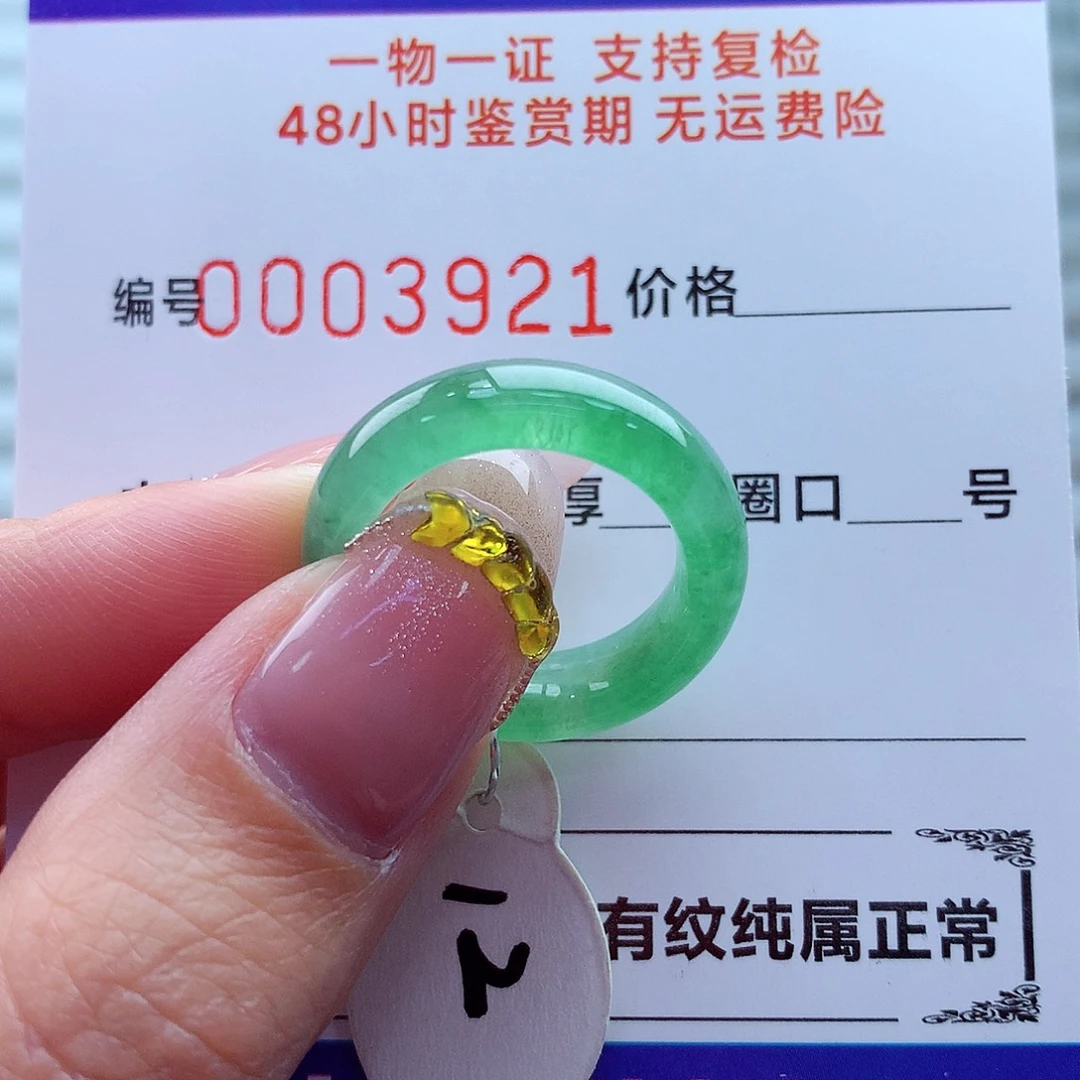 一物一证 支持复检
48小时鉴赏期 无运费险
编号0003921 价格
厚 圈口 号
有纹纯属正常